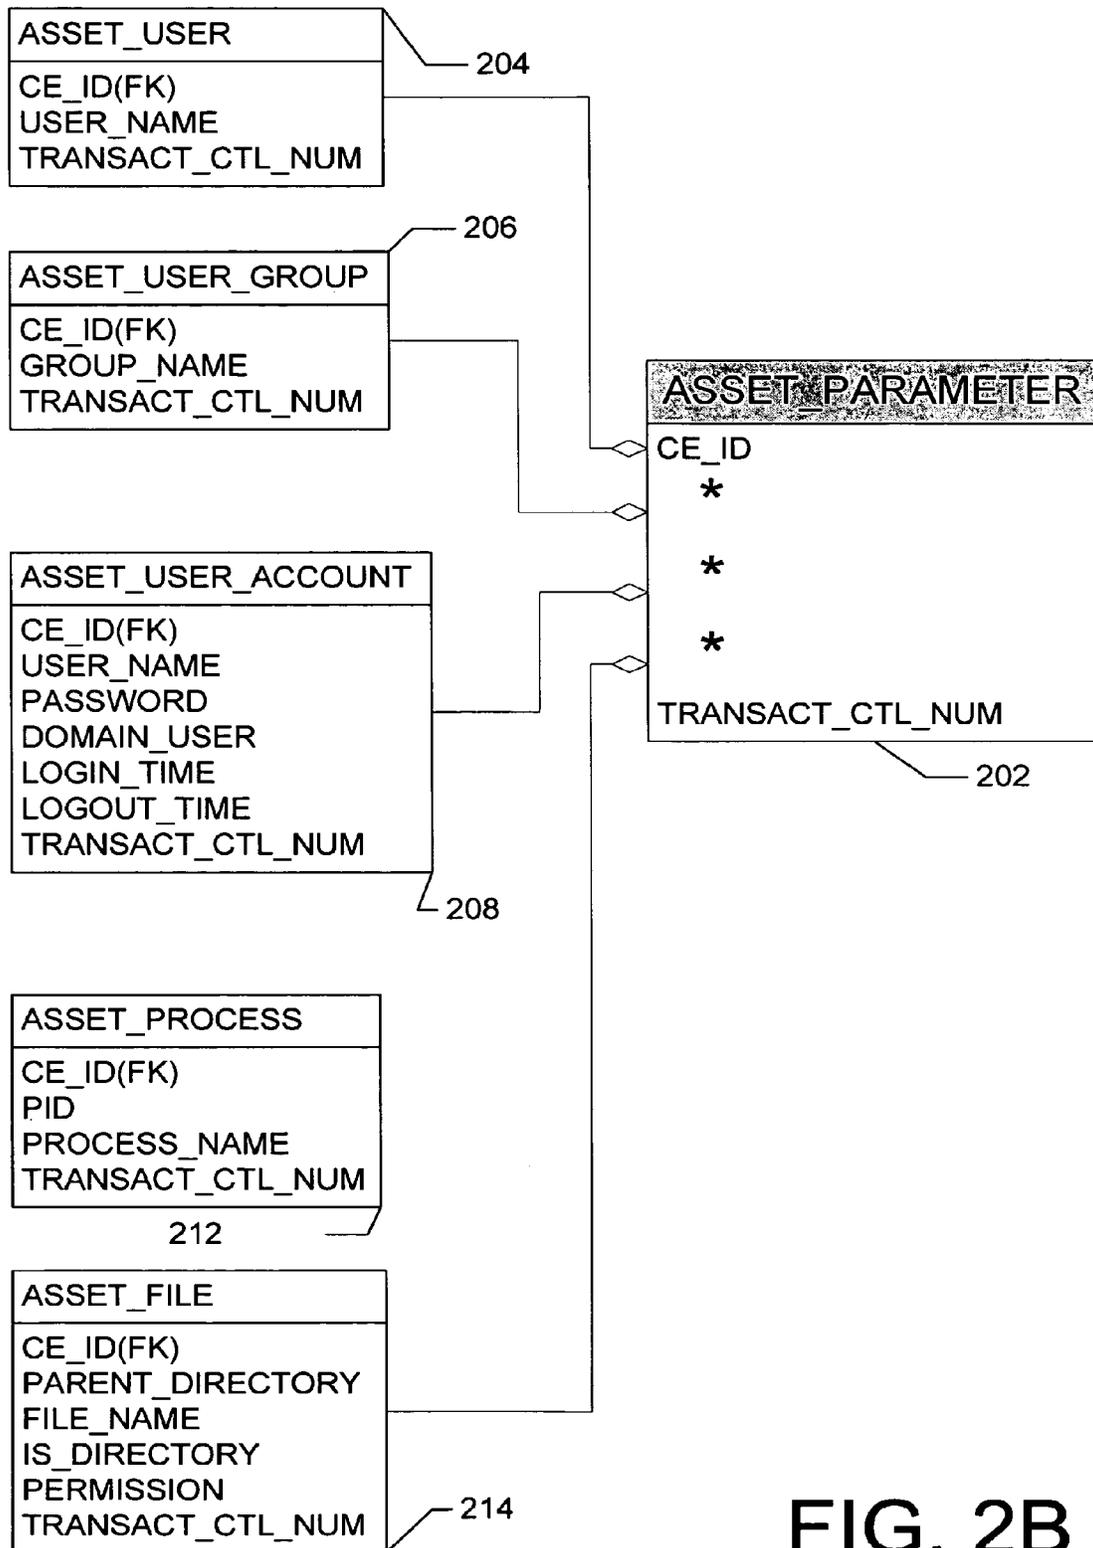 ASSET_USER
204
CE_ID(FK)
USER_NAME
TRANSACT_CTL_NUM
206
ASSET_USER_GROUP
CE_ID(FK)
GROUP_NAME
TRANSACT_CTL_NUM
ASSET_PARAMETER
CE_ID
*
*
*
TRANSACT_CTL_NUM
202
ASSET_USER_ACCOUNT
CE_ID(FK)
USER_NAME
PASSWORD
DOMAIN_USER
LOGIN_TIME
LOGOUT_TIME
TRANSACT_CTL_NUM
208
ASSET_PROCESS
CE_ID(FK)
PID
PROCESS_NAME
TRANSACT_CTL_NUM
212
ASSET_FILE
CE_ID(FK)
PARENT_DIRECTORY
FILE_NAME
IS_DIRECTORY
PERMISSION
TRANSACT_CTL_NUM
214
FIG. 2B